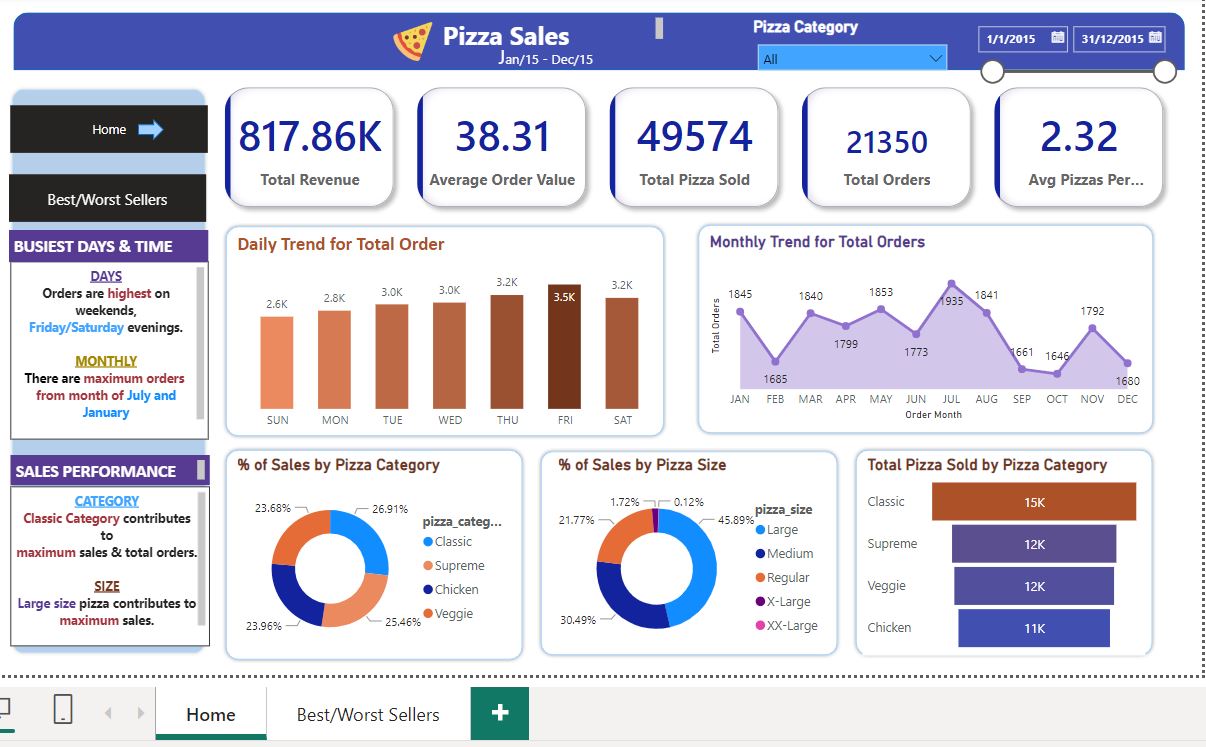 Pizza Sales
Jan/15 - Dec/15
Pizza Category
All
1/1/2015
31/12/2015
Home
Best/Worst Sellers
BUSIEST DAYS & TIME
DAYS
Orders are highest on
weekends,
Friday/Saturday evenings.
MONTHLY
There are maximum orders
from month of July and
January
SALES PERFORMANCE
CATEGORY
Classic Category contributes
to
maximum sales & total orders.
SIZE
Large size pizza contributes to
maximum sales.
817.86K
Total Revenue
38.31
Average Order Value
49574
Total Pizza Sold
21350
Total Orders
2.32
Avg Pizzas Per...
Daily Trend for Total Order
2.6K
2.8K
3.0K
3.0K
3.2K
3.5K
3.2K
SUN
MON
TUE
WED
THU
FRI
SAT
Monthly Trend for Total Orders
Total Orders
1845
1685
1840
1799
1853
1773
1935
1841
1661
1646
1792
1680
JAN
FEB
MAR
APR
MAY
JUN
JUL
AUG
SEP
OCT
NOV
DEC
Order Month
% of Sales by Pizza Category
23.68%
26.91%
23.96%
25.46%
pizza_categ...
Classic
Supreme
Chicken
Veggie
% of Sales by Pizza Size
1.72%
0.12%
21.77%
45.89%
30.49%
pizza_size
Large
Medium
Regular
X-Large
XX-Large
Total Pizza Sold by Pizza Category
Classic
15K
Supreme
12K
Veggie
12K
Chicken
11K
Home
Best/Worst Sellers